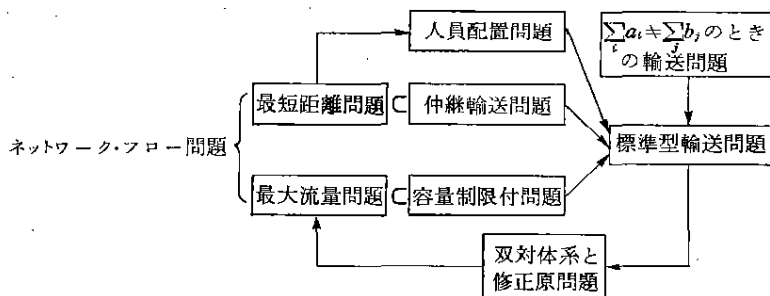 人員配置問題
∑aᵢ≠∑bⱼのとき
i j
の輸送問題
最短距離問題⊂仲継輸送問題
ネットワーク・フロー問題
標準型輸送問題
最大流量問題⊂容量制限付問題
双対体系と
修正原問題